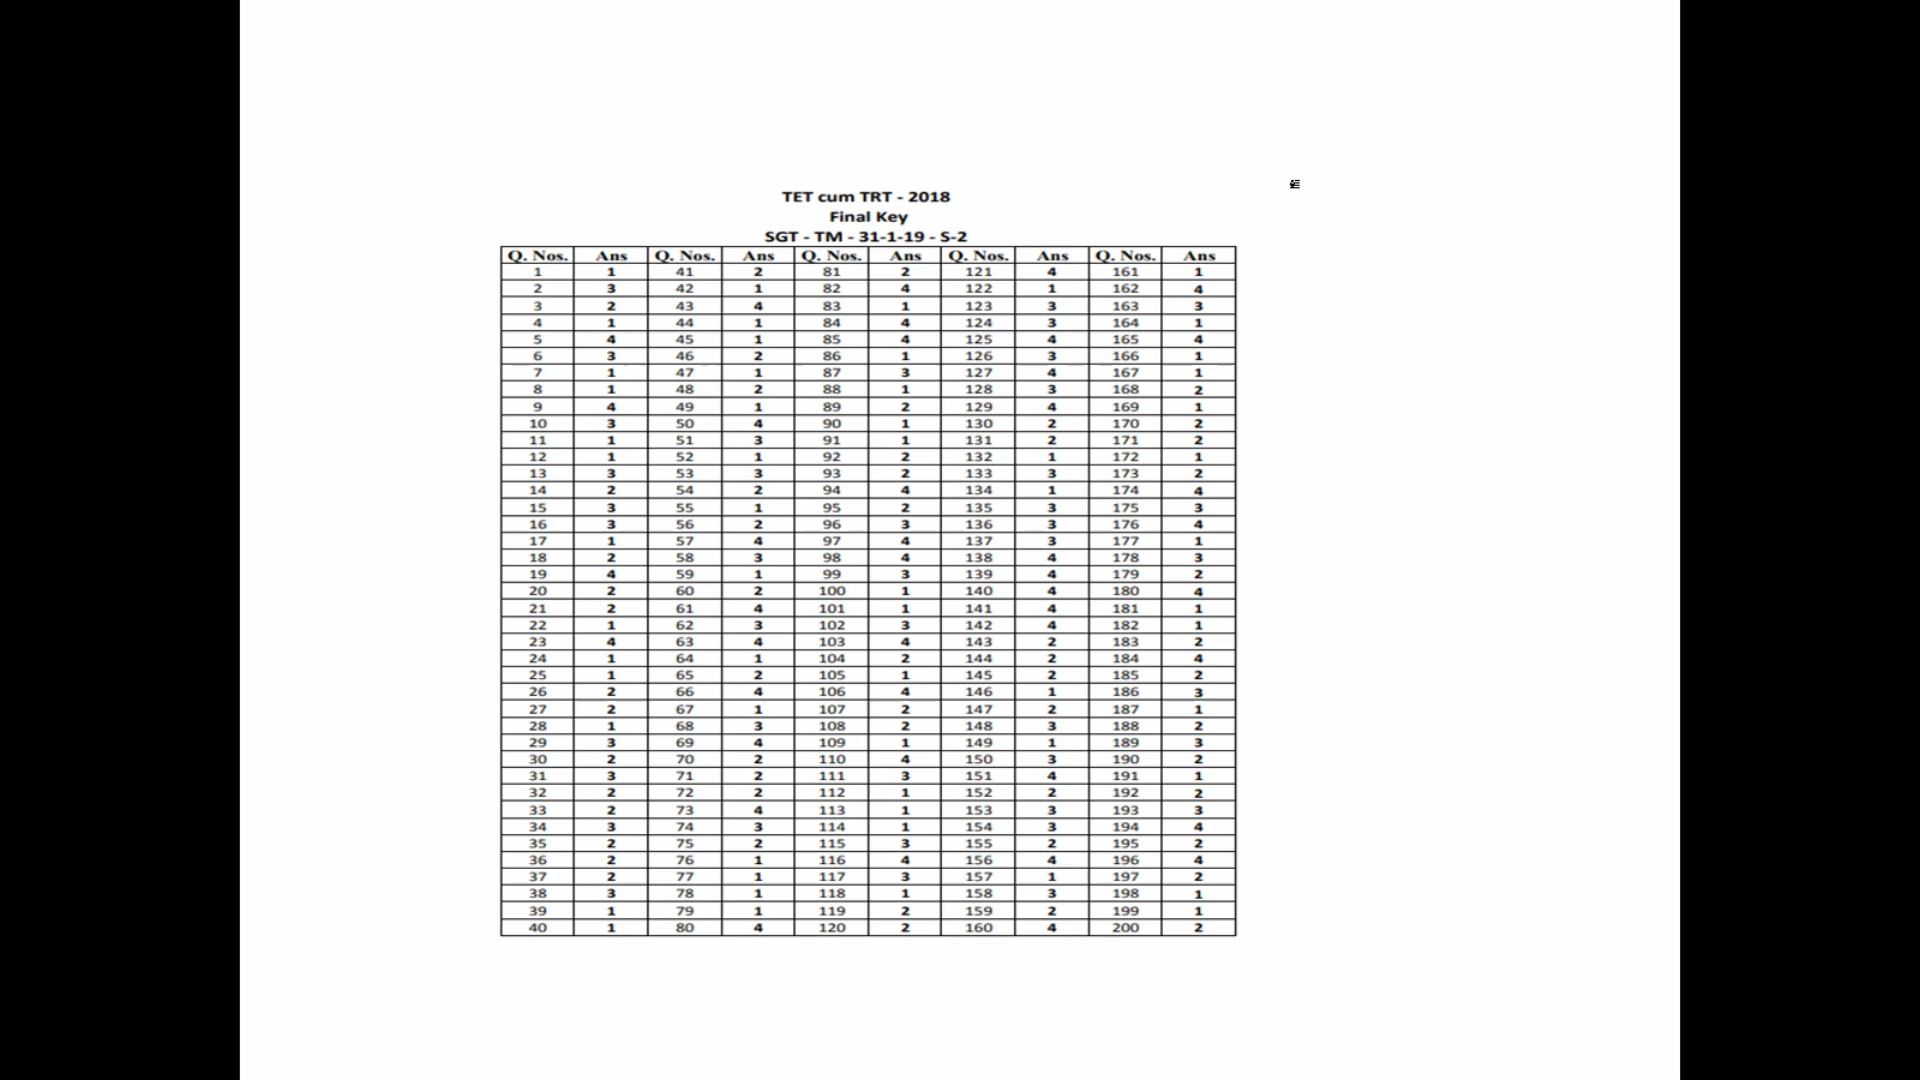 TET cum TRT - 2018
Final Key
SGT - TM - 31-1-19 - S-2
Q. Nos. Ans Q. Nos. Ans Q. Nos. Ans Q. Nos. Ans Q. Nos. Ans
1 1 41 2 81 2 121 4 161 1
2 3 42 1 82 4 122 1 162 4
3 2 43 4 83 1 123 3 163 3
4 1 44 1 84 4 124 3 164 1
5 4 45 1 85 4 125 4 165 4
6 3 46 2 86 1 126 3 166 1
7 1 47 1 87 3 127 4 167 1
8 1 48 2 88 1 128 3 168 2
9 4 49 1 89 2 129 4 169 1
10 3 50 4 90 1 130 2 170 2
11 1 51 3 91 1 131 2 171 2
12 1 52 1 92 2 132 1 172 1
13 3 53 3 93 2 133 3 173 2
14 2 54 2 94 4 134 1 174 4
15 3 55 1 95 2 135 3 175 3
16 3 56 2 96 3 136 3 176 4
17 1 57 4 97 4 137 3 177 1
18 2 58 3 98 4 138 4 178 3
19 4 59 1 99 3 139 4 179 2
20 2 60 2 100 1 140 4 180 4
21 2 61 4 101 1 141 4 181 1
22 1 62 3 102 3 142 4 182 1
23 4 63 4 103 4 143 2 183 2
24 1 64 1 104 2 144 2 184 4
25 1 65 2 105 1 145 2 185 2
26 2 66 4 106 4 146 1 186 3
27 2 67 1 107 2 147 2 187 1
28 1 68 3 108 2 148 3 188 2
29 3 69 4 109 1 149 1 189 3
30 2 70 2 110 4 150 3 190 2
31 3 71 2 111 3 151 4 191 1
32 2 72 2 112 1 152 2 192 2
33 2 73 4 113 1 153 3 193 3
34 3 74 3 114 1 154 3 194 4
35 2 75 2 115 3 155 2 195 2
36 2 76 1 116 4 156 4 196 4
37 2 77 1 117 3 157 1 197 2
38 3 78 1 118 1 158 3 198 1
39 1 79 1 119 2 159 2 199 1
40 1 80 4 120 2 160 4 200 2